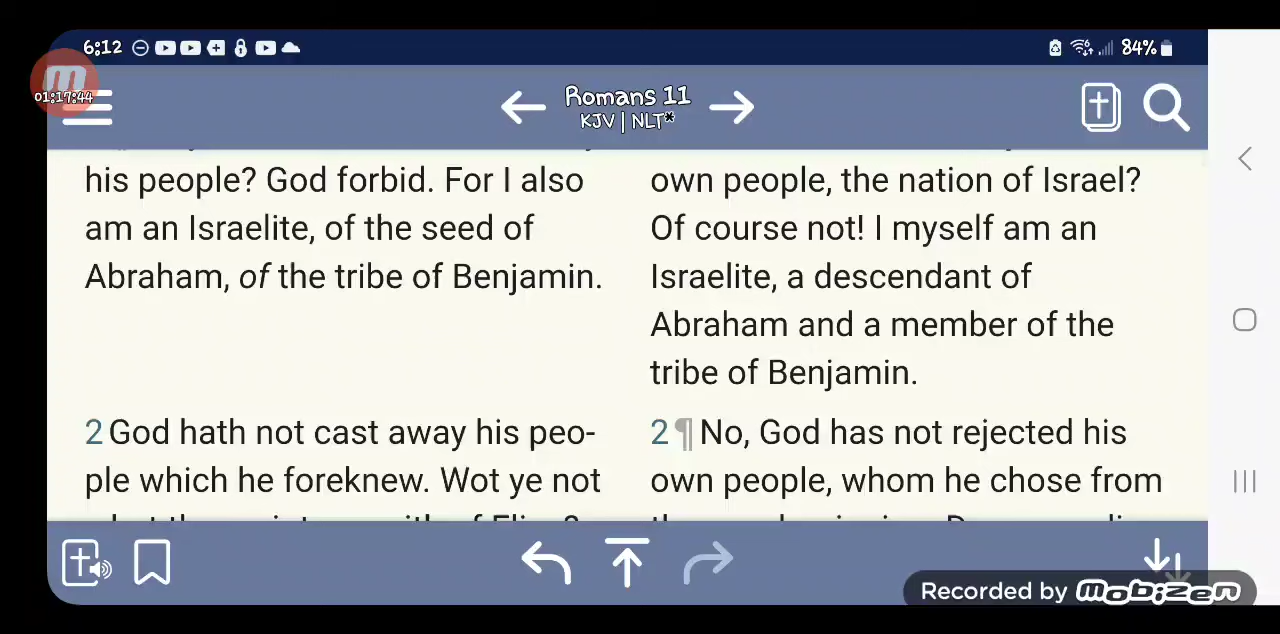 6:12
84%
01:17:44
Romans 11
KJV | NLT*
his people? God forbid. For I also
am an Israelite, of the seed of
Abraham, of the tribe of Benjamin.
2 God hath not cast away his peo-
ple which he foreknew. Wot ye not
own people, the nation of Israel?
Of course not! I myself am an
Israelite, a descendant of
Abraham and a member of the
tribe of Benjamin.
2 ¶ No, God has not rejected his
own people, whom he chose from
Recorded by Mobizen